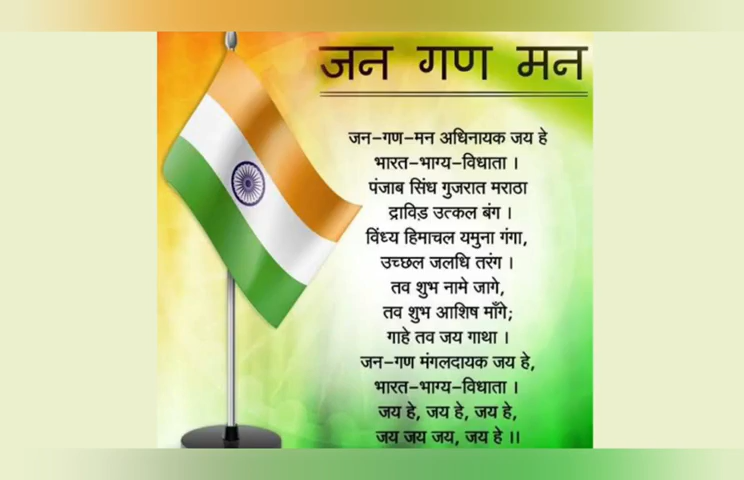 जन गण मन
जन-गण-मन अधिनायक जय हे
भारत-भाग्य-विधाता ।
पंजाब सिंध गुजरात मराठा
द्राविड़ उत्कल बंग ।
विंध्य हिमाचल यमुना गंगा,
उच्छल जलधि तरंग ।
तव शुभ नामे जागे,
तव शुभ आशिष माँगे;
गाहे तव जय गाथा ।
जन-गण मंगलदायक जय हे,
भारत-भाग्य-विधाता ।
जय हे, जय हे, जय हे,
जय जय जय, जय हे ।।